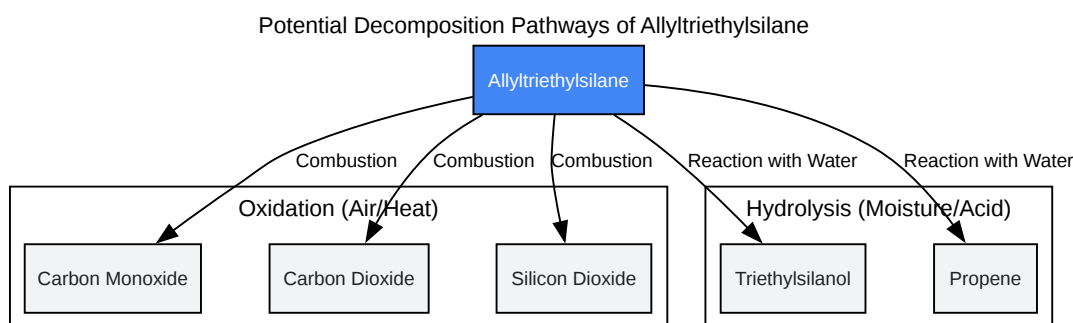 Potential Decomposition Pathways of Allyltriethylsilane
Allyltriethylsilane
Combustion
Combustion
Combustion
Reaction with Water
Reaction with Water
Oxidation (Air/Heat)
Hydrolysis (Moisture/Acid)
Carbon Monoxide
Carbon Dioxide
Silicon Dioxide
Triethylsilanol
Propene